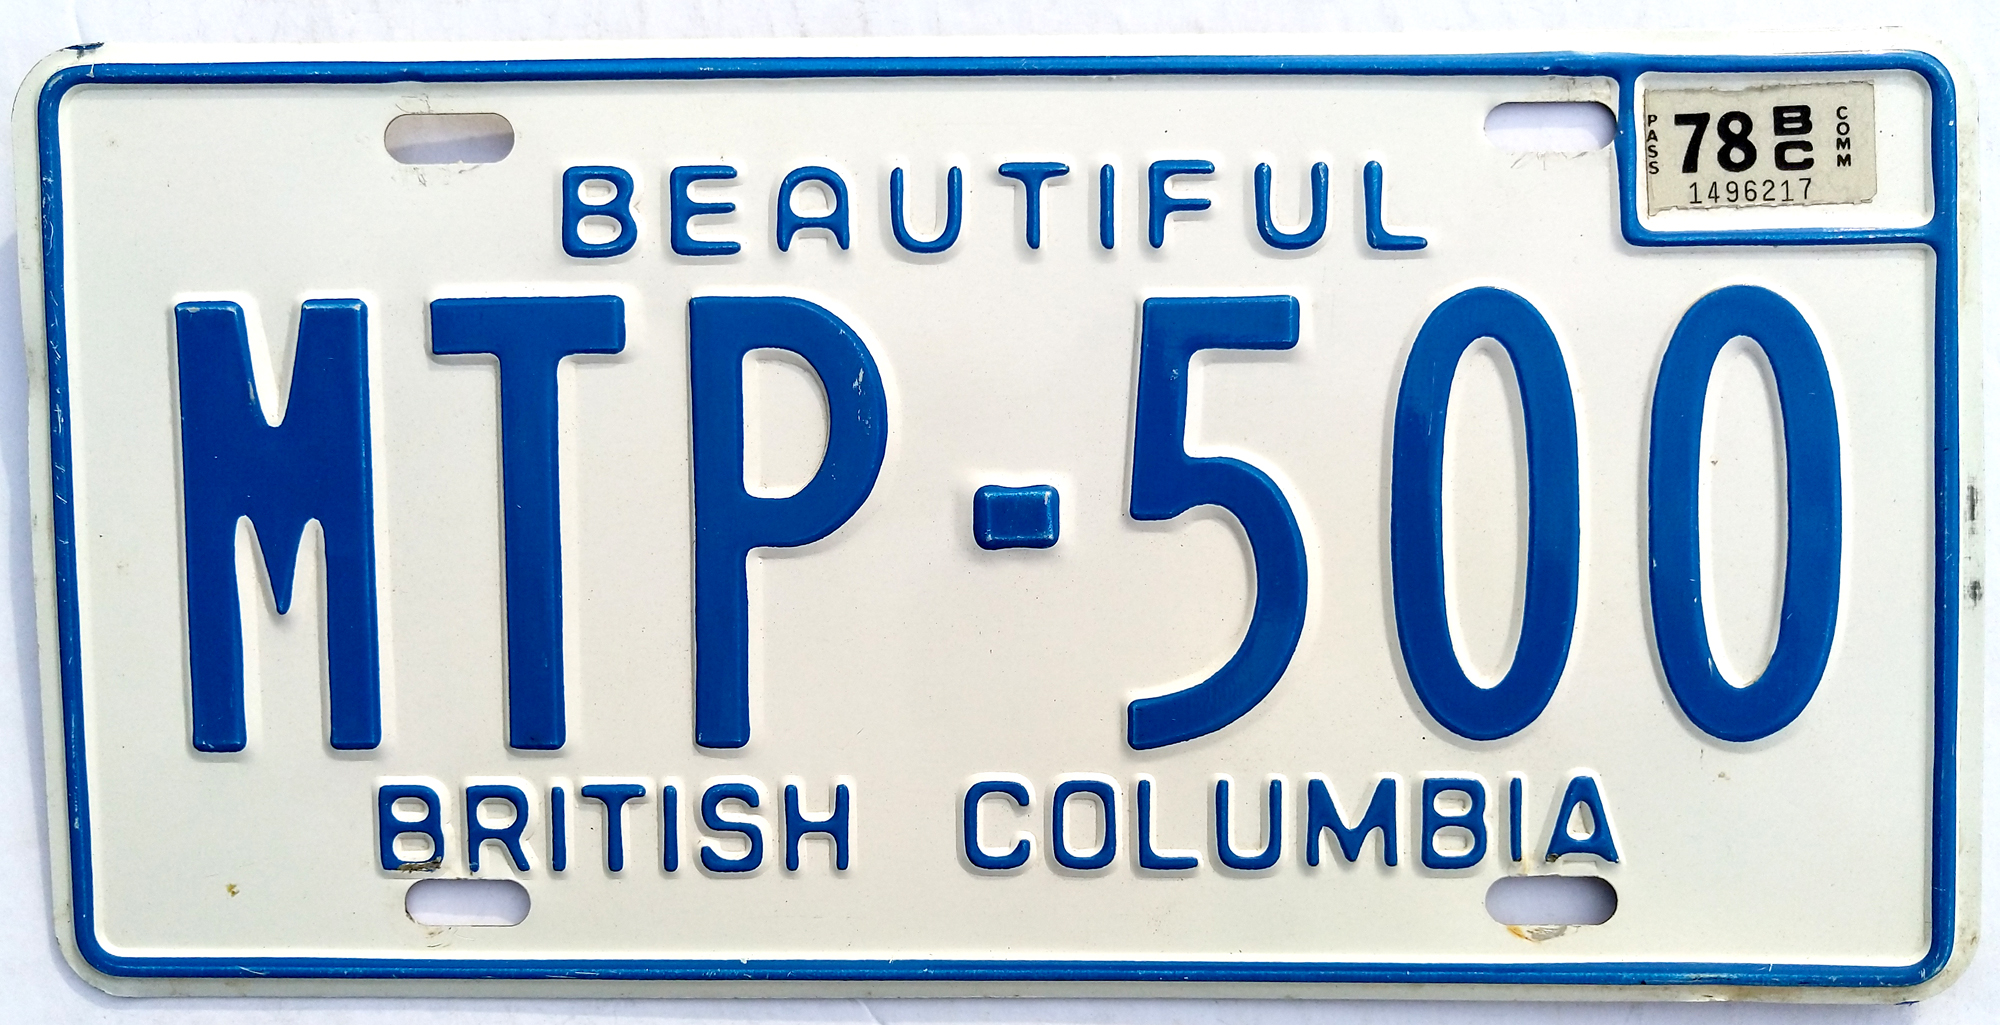 PASS
78
BC
COMM
1496217
BEAUTIFUL
MTP-500
BRITISH COLUMBIA